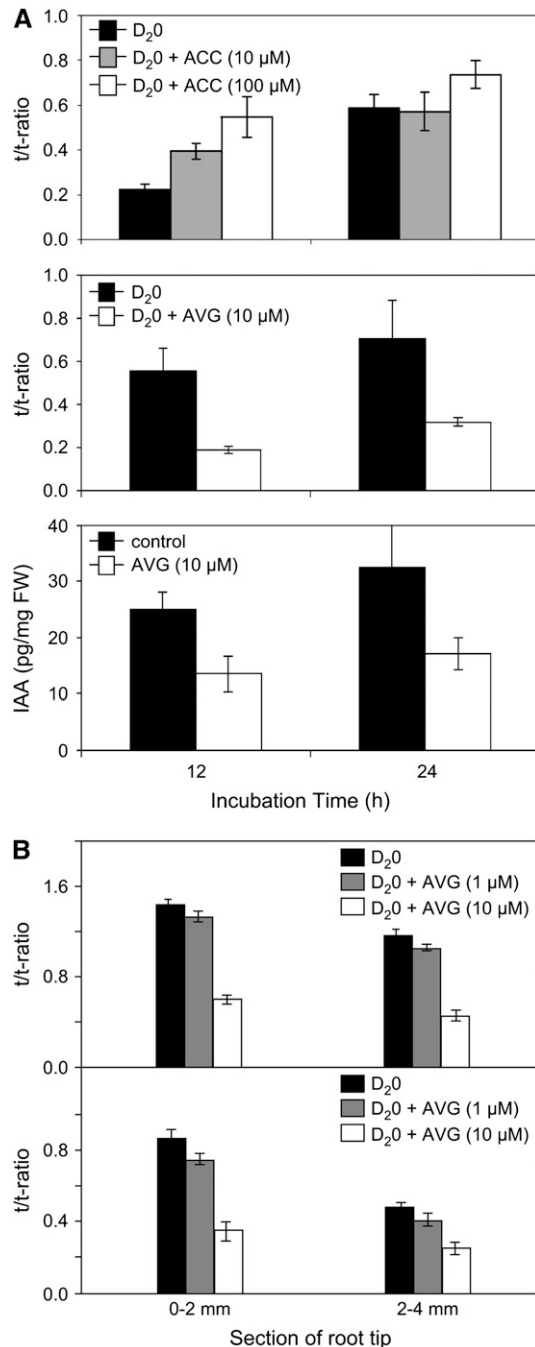 A
D₂0
D₂0 + ACC (10 µM)
D₂0 + ACC (100 µM)
t/t-ratio
1.0
0.8
0.6
0.4
0.2
0.0
D₂0
D₂0 + AVG (10 µM)
t/t-ratio
1.0
0.8
0.6
0.4
0.2
0.0
control
AVG (10 µM)
IAA (pg/mg FW)
40
30
20
10
0
12
24
Incubation Time (h)
B
D₂0
D₂0 + AVG (1 µM)
D₂0 + AVG (10 µM)
t/t-ratio
1.6
0.8
0.0
D₂0
D₂0 + AVG (1 µM)
D₂0 + AVG (10 µM)
t/t-ratio
0.8
0.4
0.0
0-2 mm
2-4 mm
Section of root tip